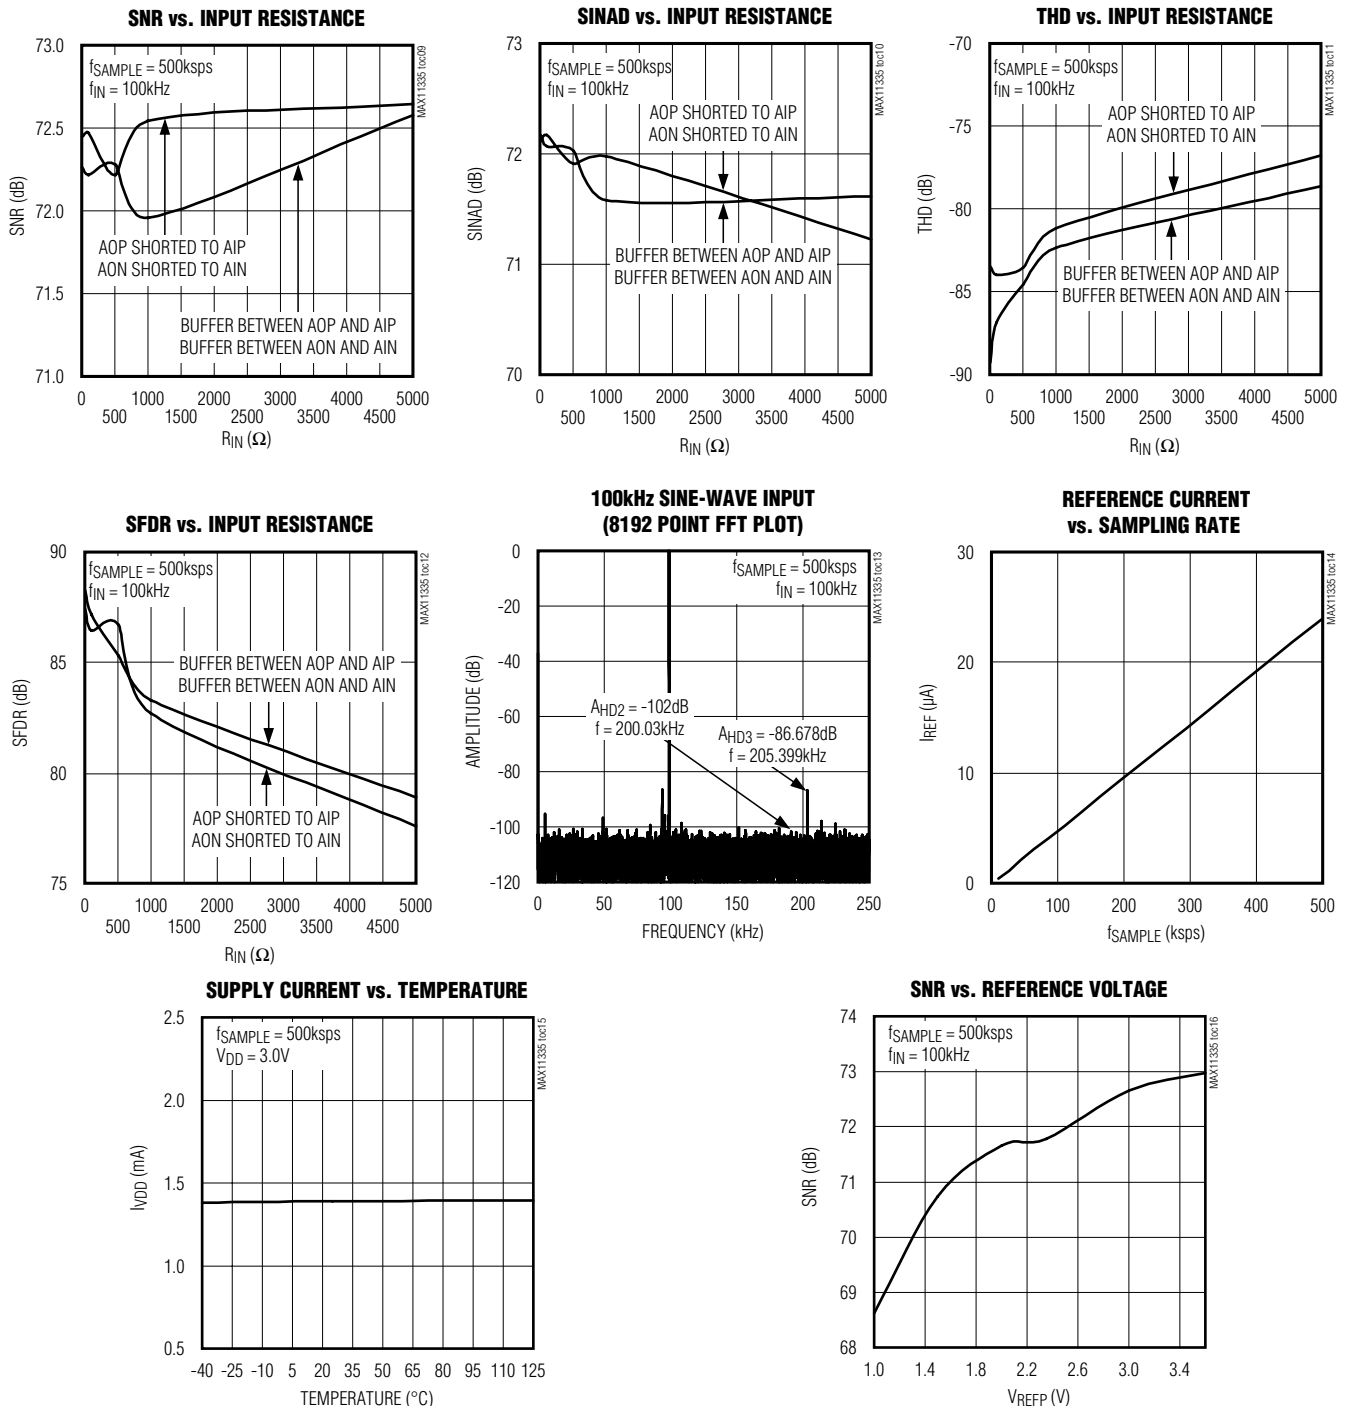 SNR vs. INPUT RESISTANCE
73.0
72.5
72.0
71.5
71.0
SNR (dB)
fSAMPLE = 500ksps
fIN = 100kHz
AOP SHORTED TO AIP
AON SHORTED TO AIN
BUFFER BETWEEN AOP AND AIP
BUFFER BETWEEN AON AND AIN
MAX11335 toc09
0 1000 2000 3000 4000 5000
500 1500 2500 3500 4500
RIN (Ω)
SINAD vs. INPUT RESISTANCE
73
72
71
70
SINAD (dB)
fSAMPLE = 500ksps
fIN = 100kHz
AOP SHORTED TO AIP
AON SHORTED TO AIN
BUFFER BETWEEN AOP AND AIP
BUFFER BETWEEN AON AND AIN
MAX11335 toc10
0 1000 2000 3000 4000 5000
500 1500 2500 3500 4500
RIN (Ω)
THD vs. INPUT RESISTANCE
-70
-75
-80
-85
-90
THD (dB)
fSAMPLE = 500ksps
fIN = 100kHz
AOP SHORTED TO AIP
AON SHORTED TO AIN
BUFFER BETWEEN AOP AND AIP
BUFFER BETWEEN AON AND AIN
MAX11335 toc11
0 1000 2000 3000 4000 5000
500 1500 2500 3500 4500
RIN (Ω)
SFDR vs. INPUT RESISTANCE
90
85
80
75
SFDR (dB)
fSAMPLE = 500ksps
fIN = 100kHz
BUFFER BETWEEN AOP AND AIP
BUFFER BETWEEN AON AND AIN
AOP SHORTED TO AIP
AON SHORTED TO AIN
MAX11335 toc12
0 1000 2000 3000 4000 5000
500 1500 2500 3500 4500
RIN (Ω)
100kHz SINE-WAVE INPUT
(8192 POINT FFT PLOT)
0
-20
-40
-60
-80
-100
-120
AMPLITUDE (dB)
fSAMPLE = 500ksps
fIN = 100kHz
AHD2 = -102dB
f = 200.03kHz
AHD3 = -86.678dB
f = 205.399kHz
MAX11335 toc13
0 50 100 150 200 250
FREQUENCY (kHz)
REFERENCE CURRENT
vs. SAMPLING RATE
30
20
10
0
IREF (µA)
MAX11335 toc14
0 100 200 300 400 500
fSAMPLE (ksps)
SUPPLY CURRENT vs. TEMPERATURE
2.5
2.0
1.5
1.0
0.5
IVDD (mA)
fSAMPLE = 500ksps
VDD = 3.0V
MAX11335 toc15
-40 -25 -10 5 20 35 50 65 80 95 110 125
TEMPERATURE (°C)
SNR vs. REFERENCE VOLTAGE
74
73
72
71
70
69
68
SNR (dB)
fSAMPLE = 500ksps
fIN = 100kHz
MAX11335 toc16
1.0 1.4 1.8 2.2 2.6 3.0 3.4
VREFP (V)